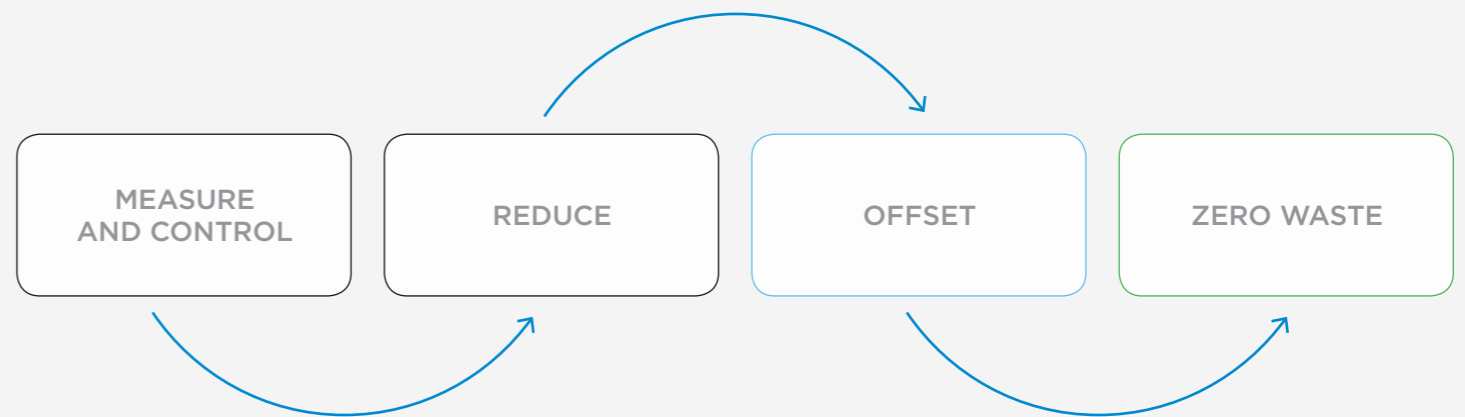 MEASURE
AND CONTROL
REDUCE
OFFSET
ZERO WASTE